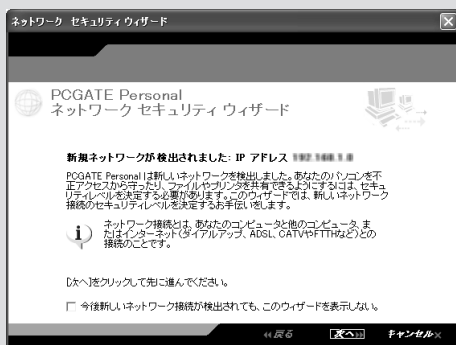 ネットワーク セキュリティ ウィザード
PCGATE Personal
ネットワーク セキュリティ ウィザード
新規ネットワークが検出されました: IP アドレス
PCGATE Personal は新しいネットワークを検出しました。あなたのパソコンを不
正アクセスから守ったり、ファイルやプリンタを共有できるようにするには、セキュ
リティレベルを決定する必要があります。このウィザードでは、新しいネットワーク
接続のセキュリティレベルを決定するお手伝いをします。
ネットワーク接続とは、あなたのコンピュータと他のコンピュータ、ま
たはインターネット(ダイアルアップ、ADSL、CATVやFTTHなど)との
接続のことです。
[次へ]をクリックして先に進んでください。
今後新しいネットワーク接続が検出されても、このウィザードを表示しない。
戻る 次へ キャンセル